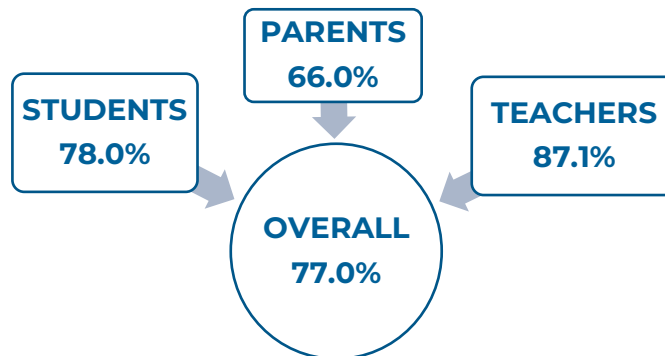 PARENTS
66.0%
STUDENTS
78.0%
TEACHERS
87.1%
OVERALL
77.0%